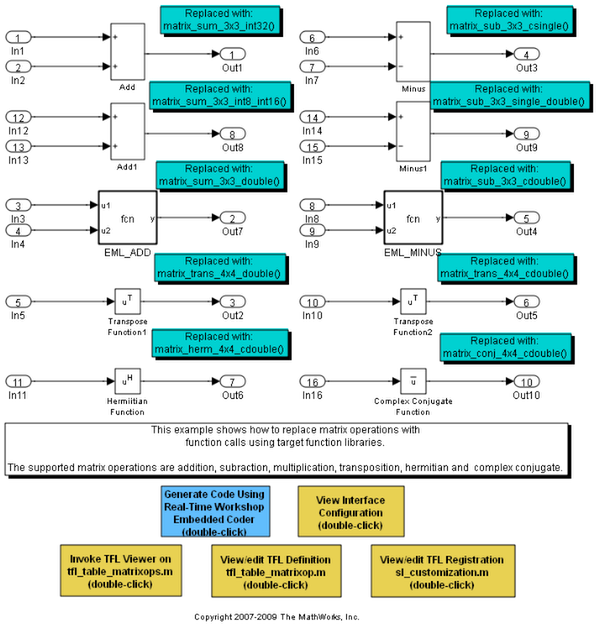 Replaced with:
matrix_sum_3x3_int32()
Replaced with:
matrix_sub_3x3_csingle()
1
In1
2
In2
+
+
Add
1
Out1
6
In6
7
In7
+
−
Minus
4
Out3
Replaced with:
matrix_sum_3x3_int8_int16()
Replaced with:
matrix_sub_3x3_single_double()
12
In12
13
In13
+
+
Add1
8
Out8
14
In14
15
In15
+
−
Minus1
9
Out9
Replaced with:
matrix_sum_3x3_double()
Replaced with:
matrix_sub_3x3_cdouble()
3
In3
4
In4
u1
u2
fcn
y
EML_ADD
2
Out7
8
In8
9
In9
u1
u2
fcn
y
EML_MINUS
5
Out4
Replaced with:
matrix_trans_4x4_double()
Replaced with:
matrix_trans_4x4_cdouble()
5
In5
uT
Transpose
Function1
3
Out2
10
In10
uT
Transpose
Function2
6
Out5
Replaced with:
matrix_herm_4x4_cdouble()
Replaced with:
matrix_conj_4x4_cdouble()
11
In11
uH
Hermiitian
Function
7
Out6
16
In16
u
Complex Conjugate
Function
10
Out10
This example shows how to replace matrix operations with
function calls using target function libraries.
The supported matrix operations are addition, subraction, multiplication, transposition, hermitian and complex conjugate.
Generate Code Using
Real-Time Workshop
Embedded Coder
(double-click)
View Interface
Configuration
(double-click)
Invoke TFL Viewer on
tfl_table_matrixops.m
(double-click)
View/edit TFL Definition
tfl_table_matrixop.m
(double-click)
View/edit TFL Registration
sl_customization.m
(double-click)
Copyright 2007-2009 The MathWorks, Inc.